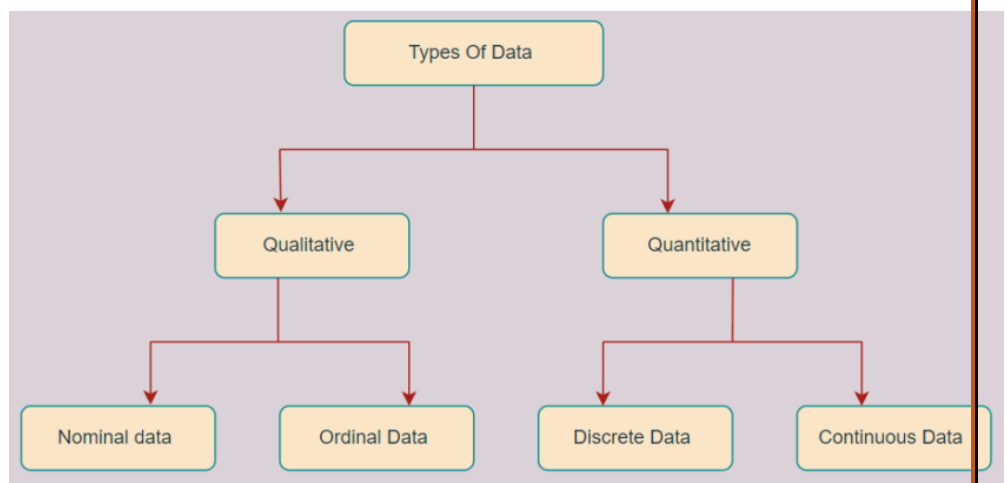 Types Of Data
Qualitative
Quantitative
Nominal data
Ordinal Data
Discrete Data
Continuous Data